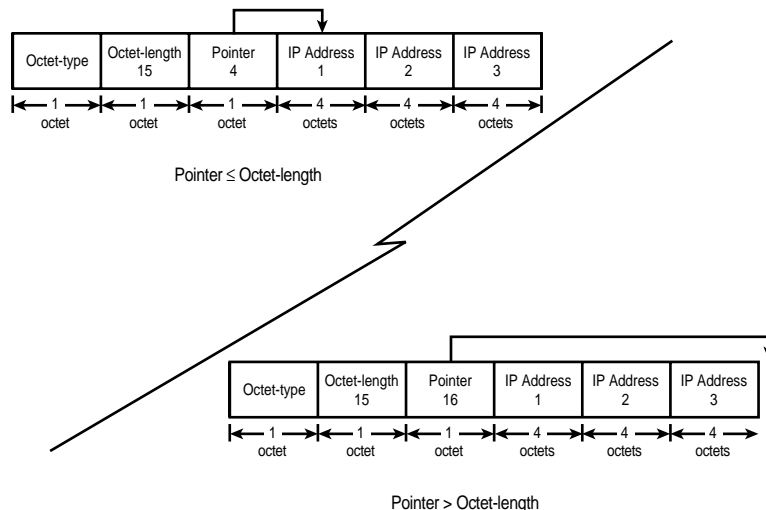 Octet-type Octet-length Pointer IP Address IP Address IP Address
15 4 1 2 3
1 1 1 4 4 4
octet octet octet octets octets octets
Pointer ≤ Octet-length
Octet-type Octet-length Pointer IP Address IP Address IP Address
15 16 1 2 3
1 1 1 4 4 4
octet octet octet octets octets octets
Pointer > Octet-length